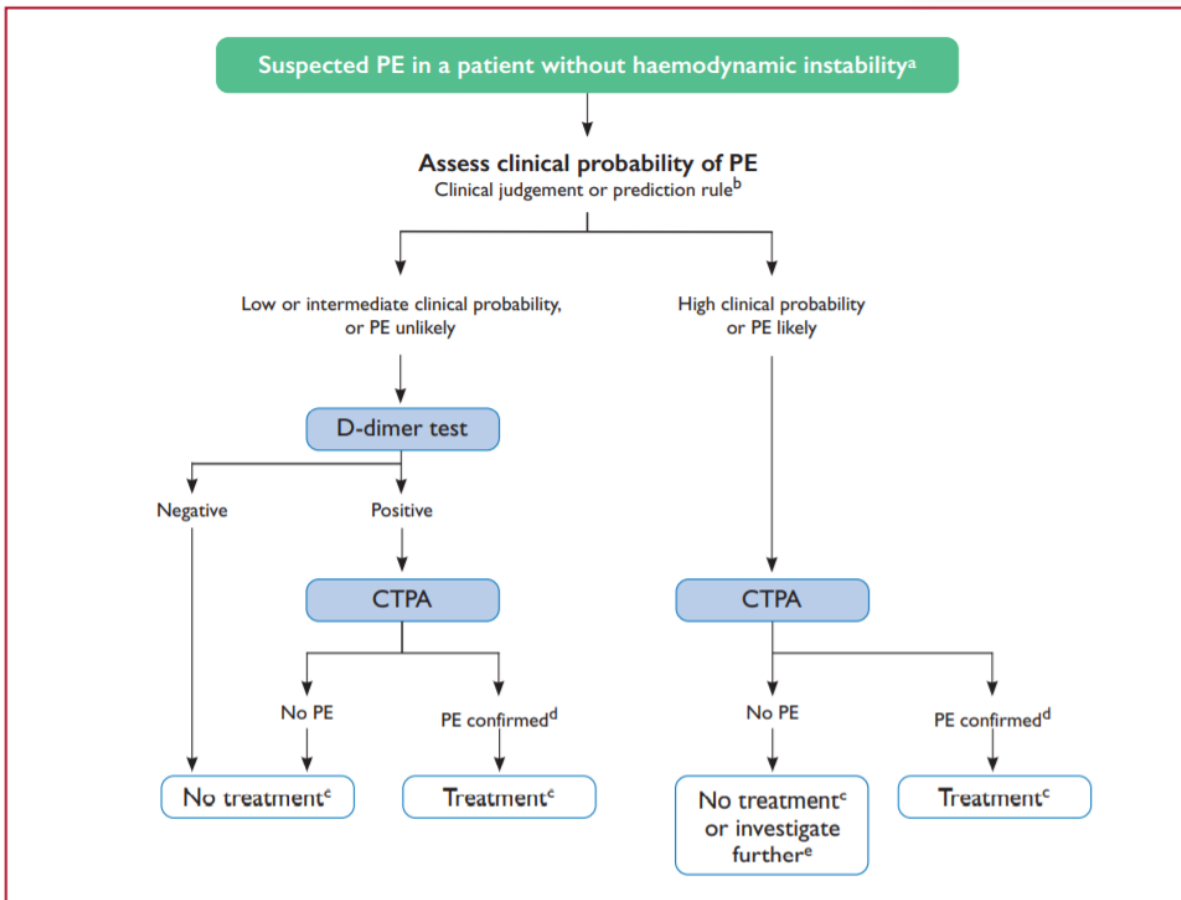 Suspected PE in a patient without haemodynamic instabilityᵃ
Assess clinical probability of PE
Clinical judgement or prediction ruleᵇ
Low or intermediate clinical probability,
or PE unlikely
High clinical probability
or PE likely
D-dimer test
Negative
Positive
CTPA
CTPA
No PE
PE confirmedᵈ
No PE
PE confirmedᵈ
No treatmentᶜ
Treatmentᶜ
No treatmentᶜ
or investigate
furtherᵉ
Treatmentᶜ